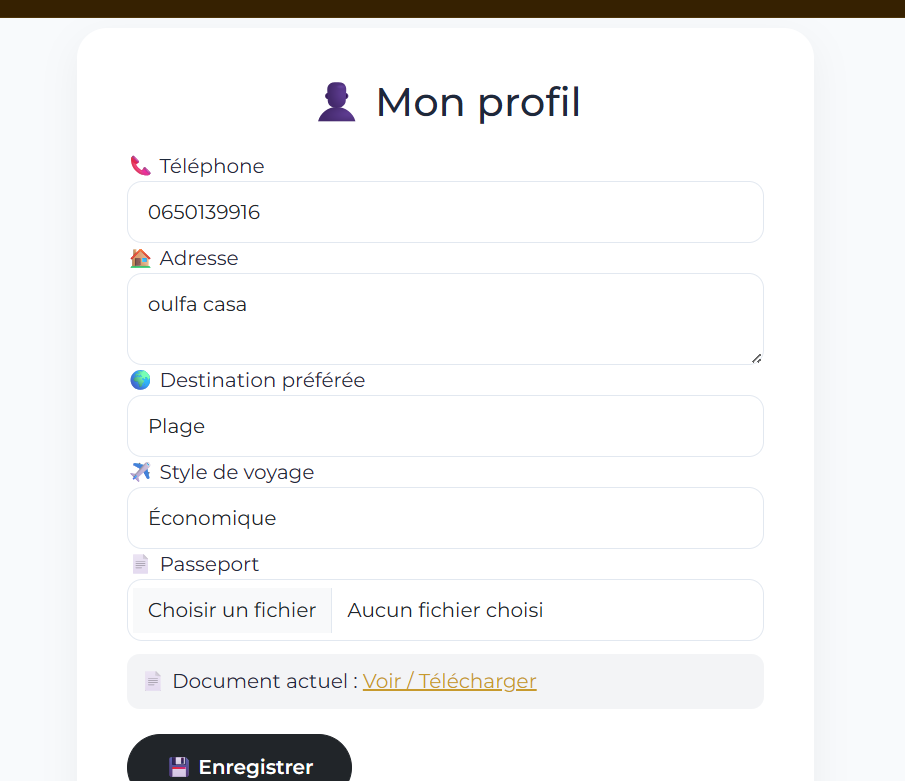 Mon profil
Téléphone
0650139916
Adresse
oulfa casa
Destination préférée
Plage
Style de voyage
Économique
Passeport
Choisir un fichier Aucun fichier choisi
Document actuel : Voir / Télécharger
Enregistrer